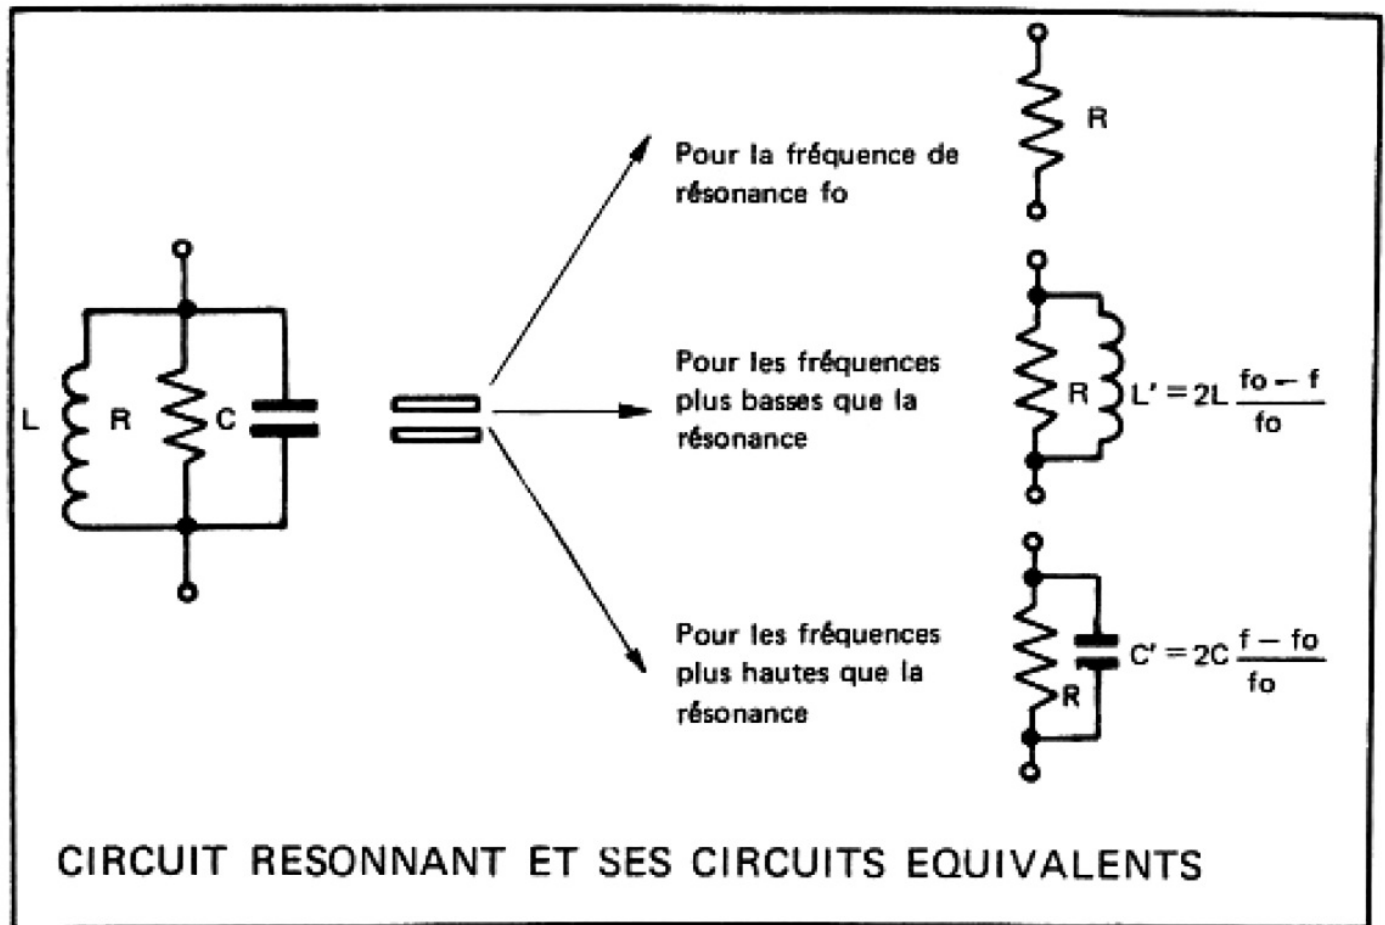 R
Pour la fréquence de
résonance fo
L
R
C
Pour les fréquences
plus basses que la
résonance
R
L' = 2L fo – f
fo
Pour les fréquences
plus hautes que la
résonance
R
C' = 2C f – fo
fo
CIRCUIT RESONNANT ET SES CIRCUITS EQUIVALENTS